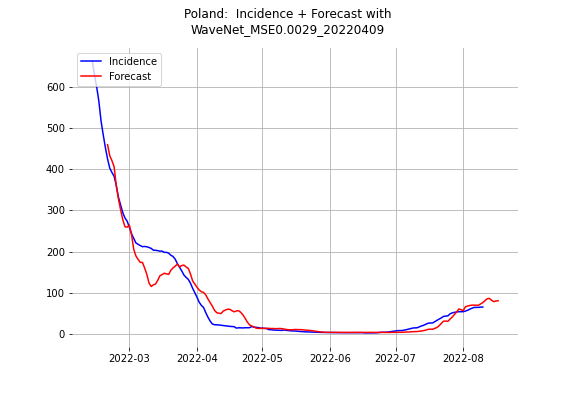 Poland:  Incidence + Forecast with
WaveNet_MSE0.0029_20220409
Incidence
Forecast
600
500
400
300
200
100
0
2022-03 2022-04 2022-05 2022-06 2022-07 2022-08